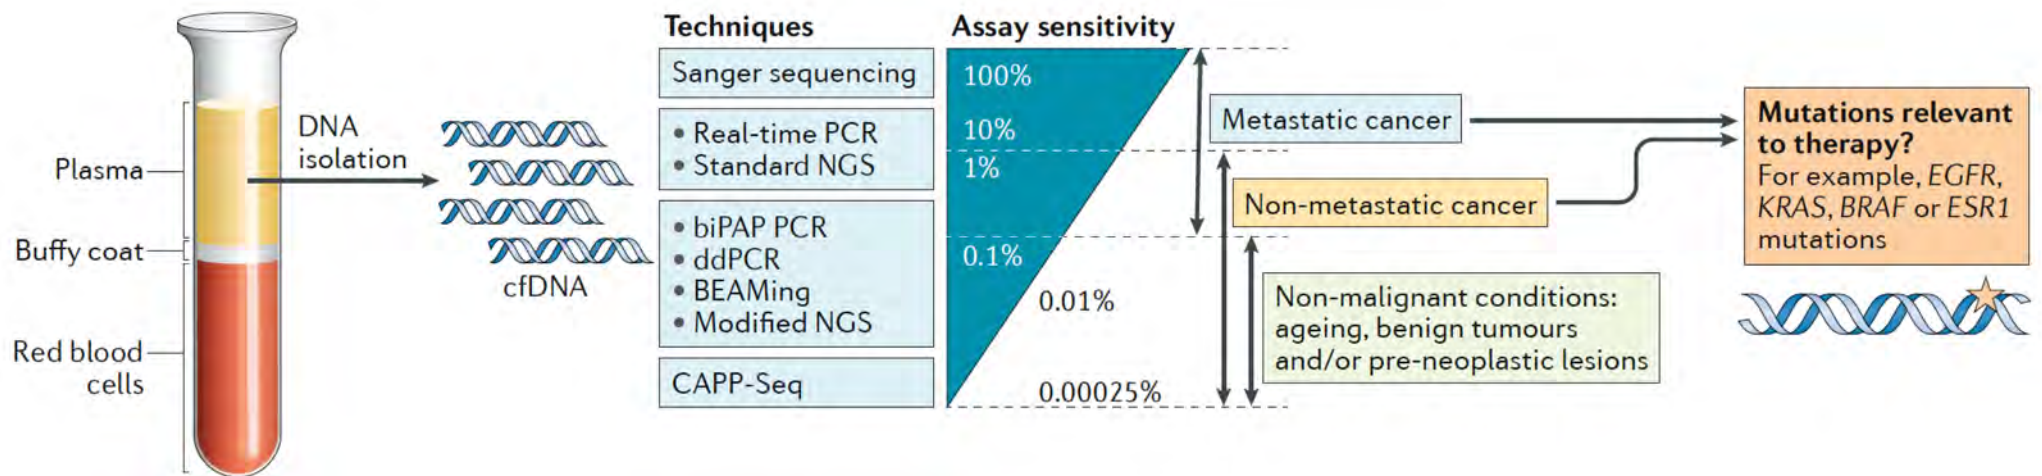 Plasma
Buffy coat
Red blood
cells
DNA
isolation
cfDNA
Techniques
Sanger sequencing
• Real-time PCR
• Standard NGS
• biPAP PCR
• ddPCR
• BEAMing
• Modified NGS
CAPP-Seq
Assay sensitivity
100%
10%
1%
0.1%
0.01%
0.00025%
Metastatic cancer
Non-metastatic cancer
Non-malignant conditions:
ageing, benign tumours
and/or pre-neoplastic lesions
Mutations relevant
to therapy?
For example, EGFR,
KRAS, BRAF or ESR1
mutations